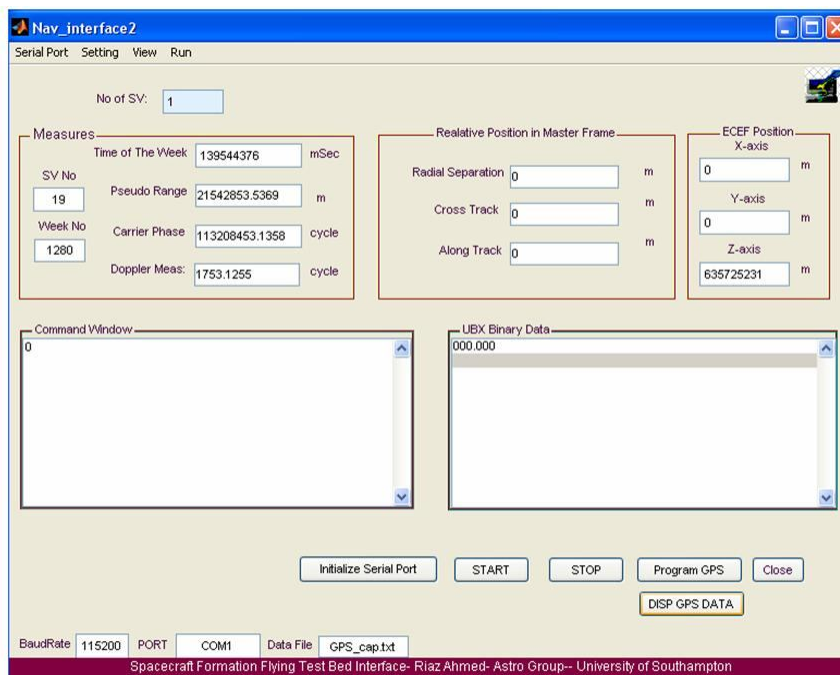 Nav_interface2
Serial Port Setting View Run
No of SV: 1
Measures
Time of The Week 139544376 mSec
SV No
19
Pseudo Range 21542853.5369 m
Week No
1280
Carrier Phase 113208453.1358 cycle
Doppler Meas: 1753.1255 cycle
Realative Position in Master Frame
Radial Separation 0 m
Cross Track 0 m
Along Track 0 m
ECEF Position
X-axis
0 m
Y-axis
0 m
Z-axis
635725231 m
Command Window
0
UBX Binary Data
000.000
Initialize Serial Port START STOP Program GPS Close
DISP GPS DATA
BaudRate 115200 PORT COM1 Data File GPS_cap.txt
Spacecraft Formation Flying Test Bed Interface- Riaz Ahmed- Astro Group-- University of Southampton